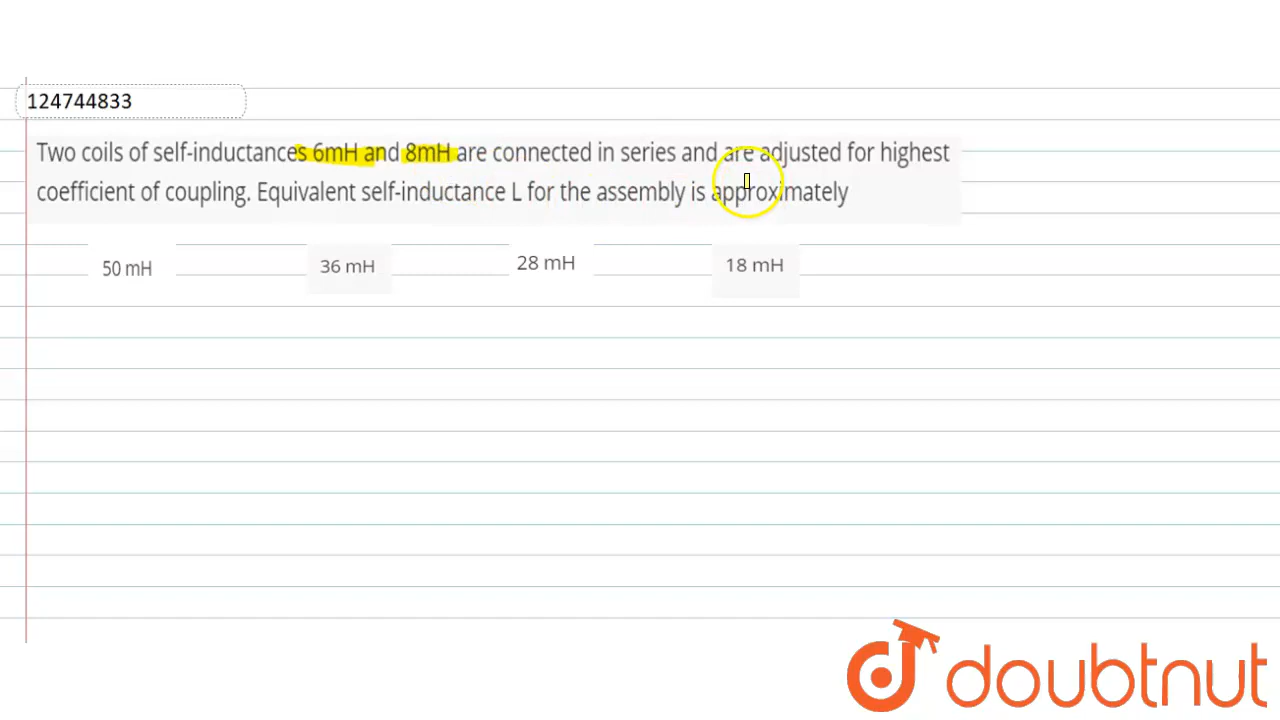 124744833
Two coils of self-inductances 6mH and 8mH are connected in series and are adjusted for highest
coefficient of coupling. Equivalent self-inductance L for the assembly is approximately
50 mH 36 mH 28 mH 18 mH
doubtnut